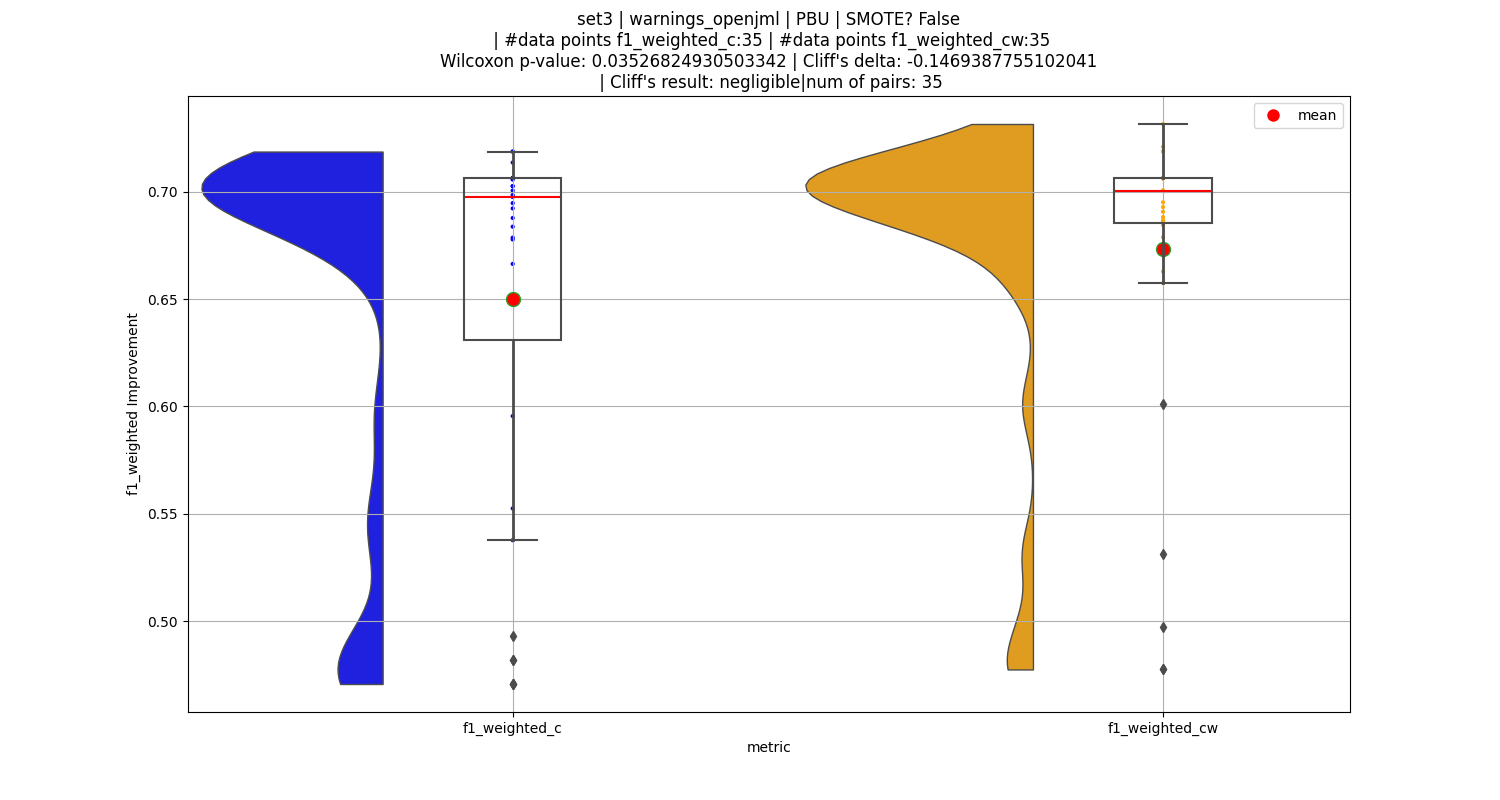 set3 | warnings_openjml | PBU | SMOTE? False
| #data points f1_weighted_c:35 | #data points f1_weighted_cw:35
Wilcoxon p-value: 0.03526824930503342 | Cliff's delta: -0.1469387755102041
| Cliff's result: negligible|num of pairs: 35
mean
f1_weighted Improvement
0.70
0.65
0.60
0.55
0.50
f1_weighted_c
f1_weighted_cw
metric